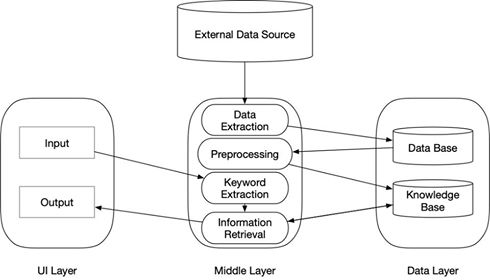 External Data Source
Data
Extraction
Input
Preprocessing
Data Base
Keyword
Extraction
Knowledge
Base
Output
Information
Retrieval
UI Layer
Middle Layer
Data Layer